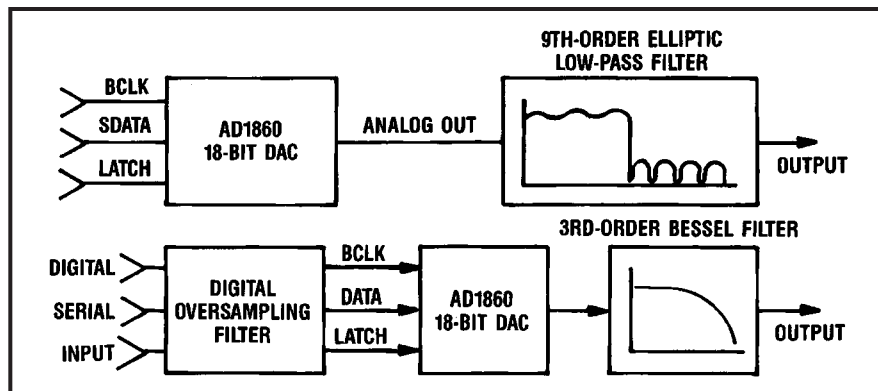 9TH-ORDER ELLIPTIC
LOW-PASS FILTER
BCLK
SDATA
LATCH
AD1860
18-BIT DAC
ANALOG OUT
OUTPUT
3RD-ORDER BESSEL FILTER
DIGITAL
SERIAL
INPUT
DIGITAL
OVERSAMPLING
FILTER
BCLK
DATA
LATCH
AD1860
18-BIT DAC
OUTPUT